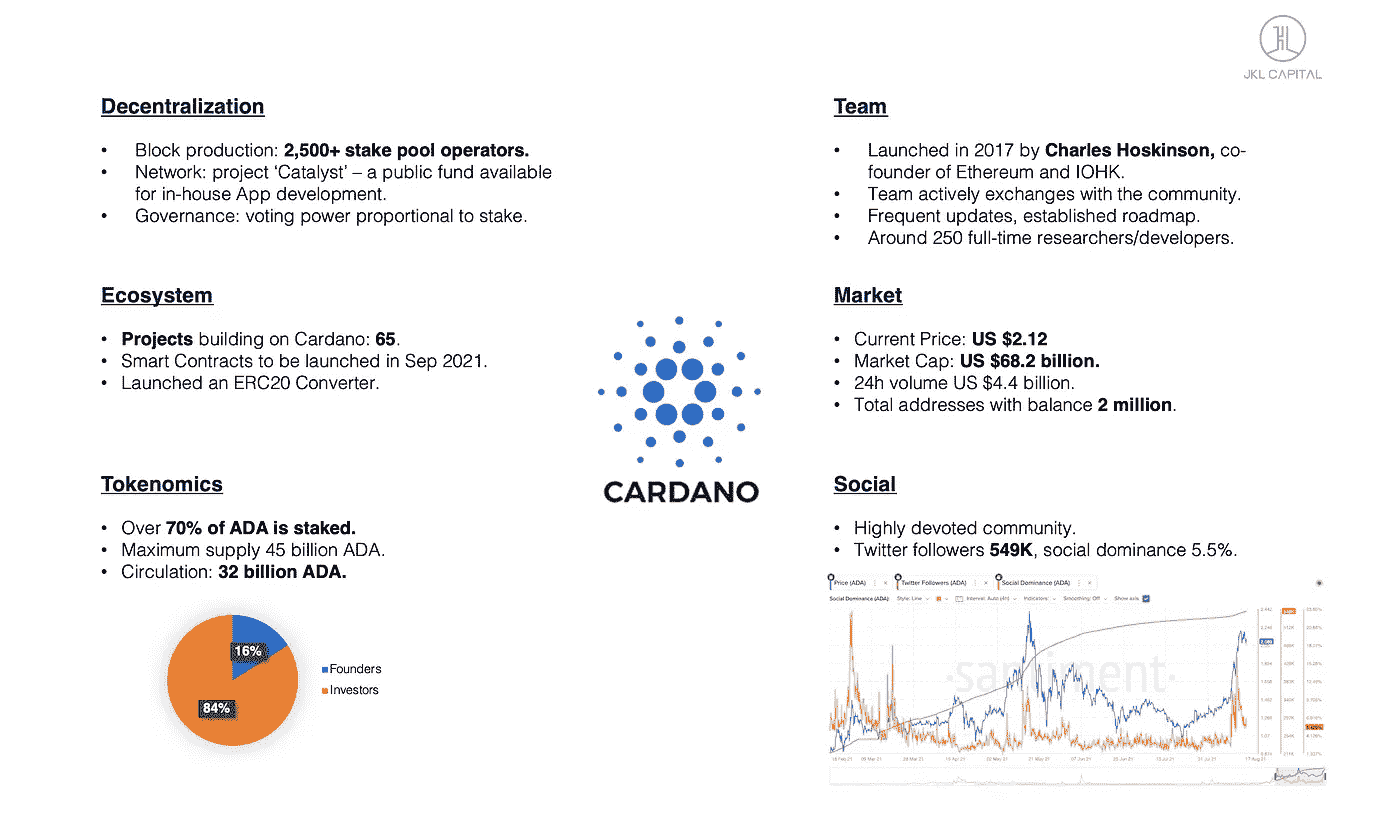 JKL CAPITAL
Decentralization
• Block production: 2,500+ stake pool operators.
• Network: project ‘Catalyst’ – a public fund available
for in-house App development.
• Governance: voting power proportional to stake.
Ecosystem
• Projects building on Cardano: 65.
• Smart Contracts to be launched in Sep 2021.
• Launched an ERC20 Converter.
Tokenomics
• Over 70% of ADA is staked.
• Maximum supply 45 billion ADA.
• Circulation: 32 billion ADA.
16%
84%
Founders
Investors
CARDANO
Team
• Launched in 2017 by Charles Hoskinson, co-
founder of Ethereum and IOHK.
• Team actively exchanges with the community.
• Frequent updates, established roadmap.
• Around 250 full-time researchers/developers.
Market
• Current Price: US $2.12
• Market Cap: US $68.2 billion.
• 24h volume US $4.4 billion.
• Total addresses with balance 2 million.
Social
• Highly devoted community.
• Twitter followers 549K, social dominance 5.5%.
Price (ADA) Twitter Followers (ADA) Social Dominance (ADA)
Social Dominance (ADA) Style: Line Interval: Auto (4h) Indicators: Smoothing: Off Show axis
·santiment·